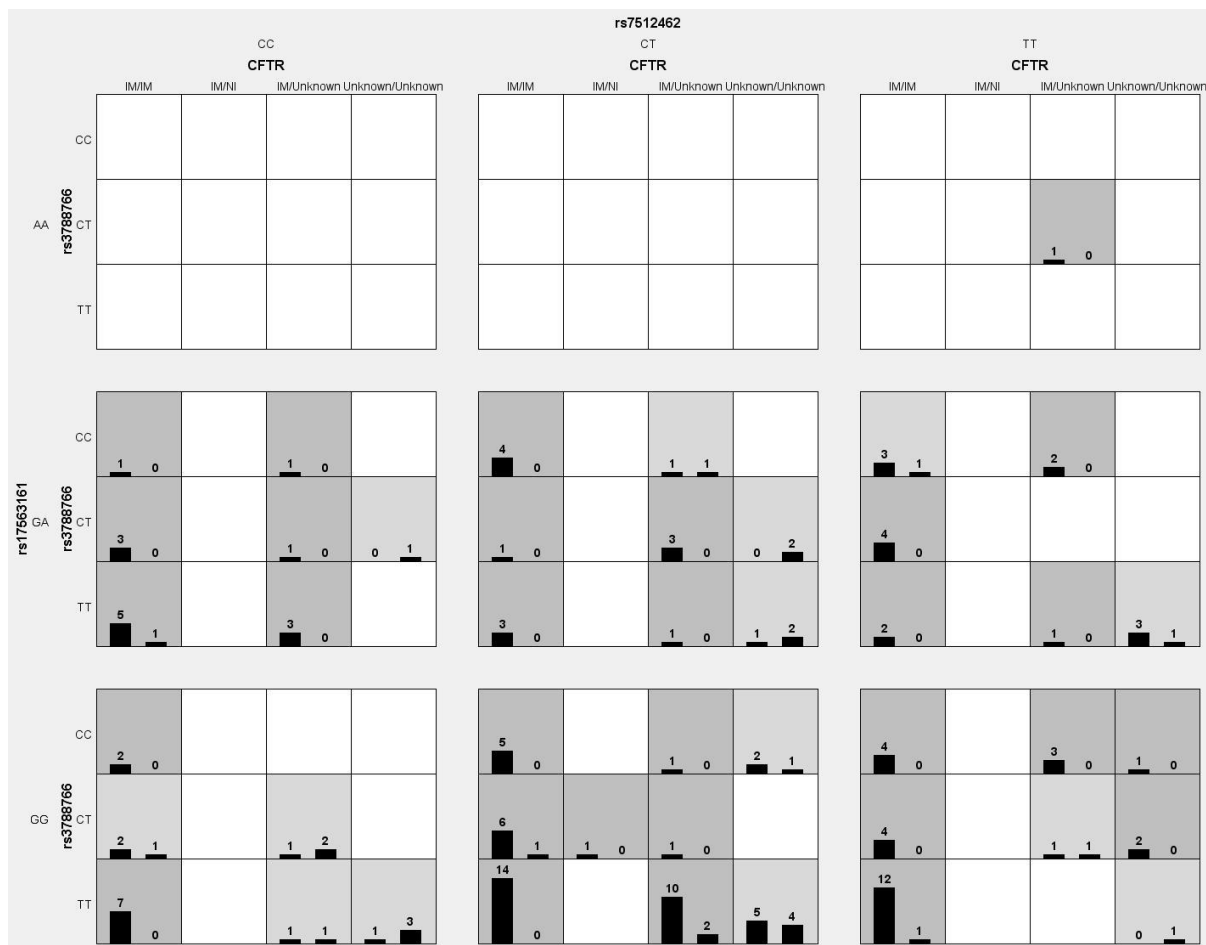 rs7512462
CC CT TT
CFTR CFTR CFTR
IM/IM IM/NI IM/Unknown Unknown/Unknown IM/IM IM/NI IM/Unknown Unknown/Unknown IM/IM IM/NI IM/Unknown Unknown/Unknown
rs17563161
AA
rs3788766
CC
CT
1 0
TT
GA
rs3788766
CC
1 0 1 0 4 0 1 1 3 1 2 0
CT
3 0 1 0 0 1 1 0 3 0 0 2 4 0
TT
5 1 3 0 3 0 1 0 1 2 2 0 1 0 3 1
GG
rs3788766
CC
2 0 5 0 1 0 2 1 4 0 3 0 1 0
CT
2 1 1 2 6 1 1 0 1 0 4 0 1 1 2 0
TT
7 0 1 1 1 3 14 0 10 2 5 4 12 1 0 1